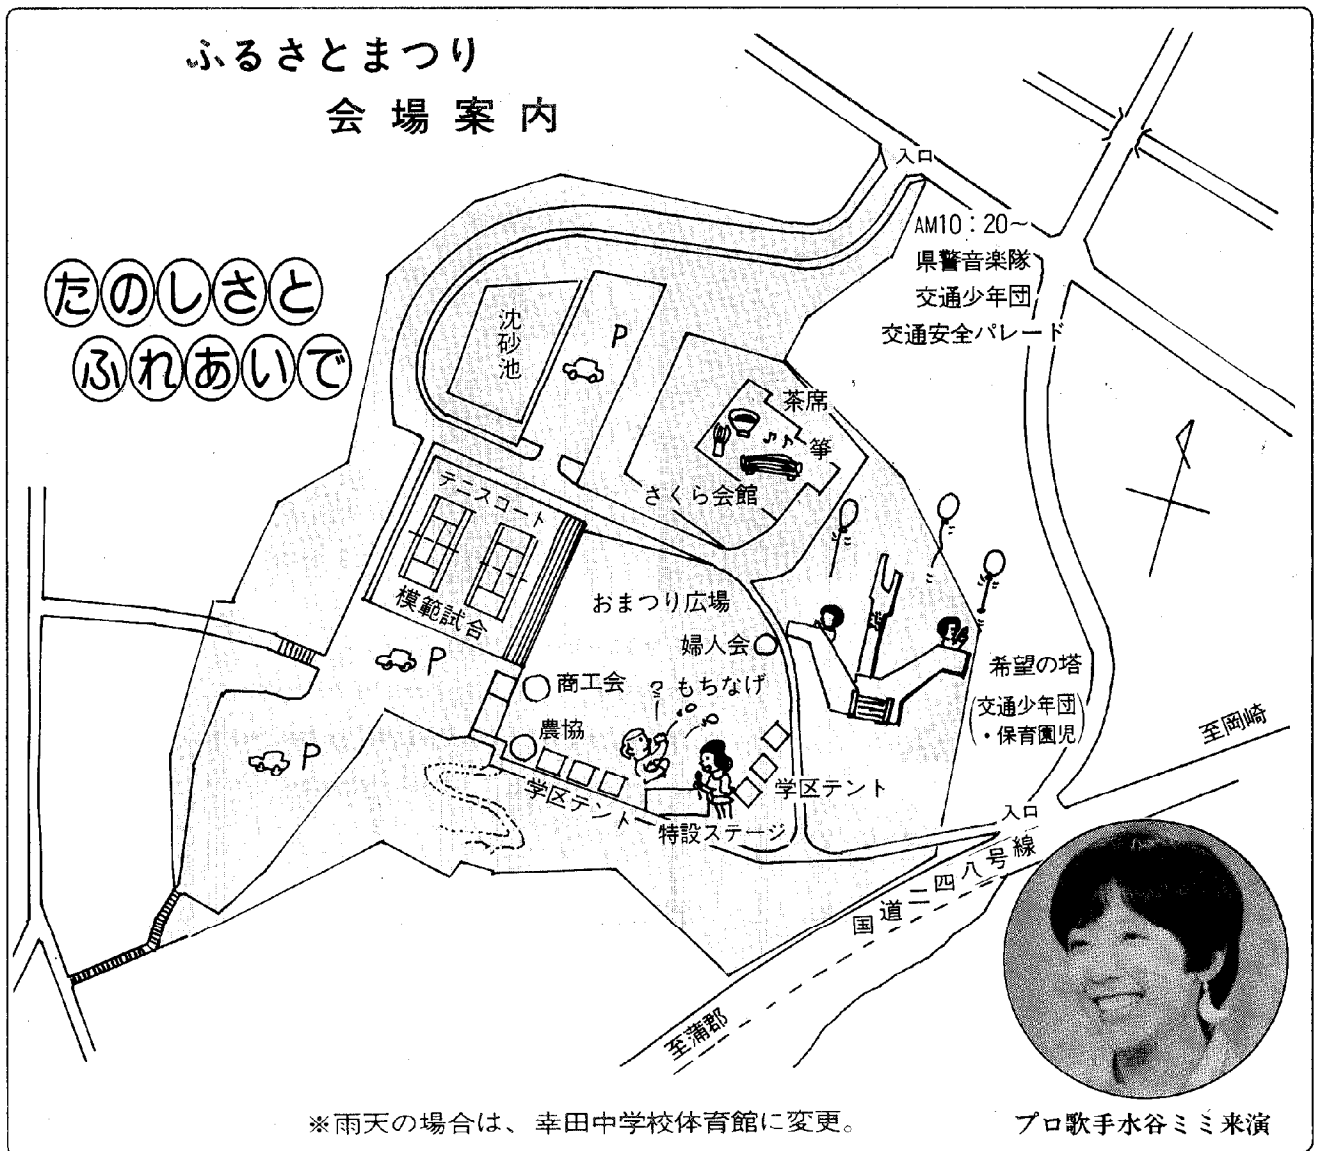 ふるさとまつり
会場案内
たのしさと
ふれあいで
入口
AM10：20～
県警音楽隊
交通少年団
交通安全パレード
沈砂池
P
茶席
箏
さくら会館
テニスコート
模範試合
おまつり広場
婦人会
P
商工会
もちなげ
希望の塔
（交通少年団
・保育園児）
農協
至岡崎
P
学区テント
学区テント
特設ステージ
入口
国道二四八号線
至蒲郡
※雨天の場合は、幸田中学校体育館に変更。
プロ歌手水谷ミミ来演